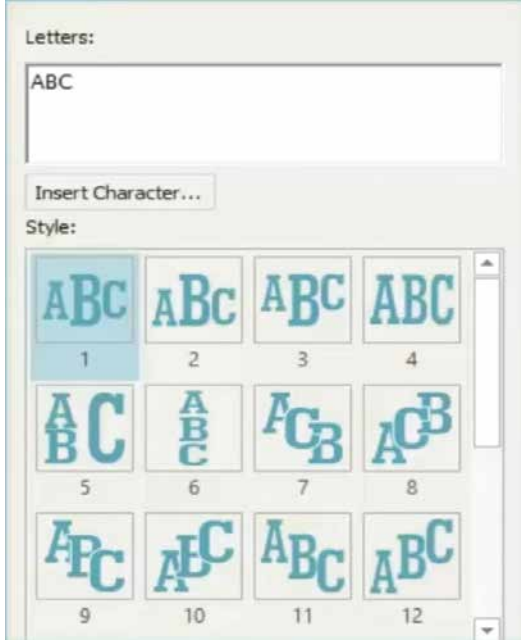 Letters:
ABC
Insert Character...
Style:
ABC ABC ABC ABC
1 2 3 4
ABC ABC ACB ACB
5 6 7 8
ABC ABC ABC ABC
9 10 11 12